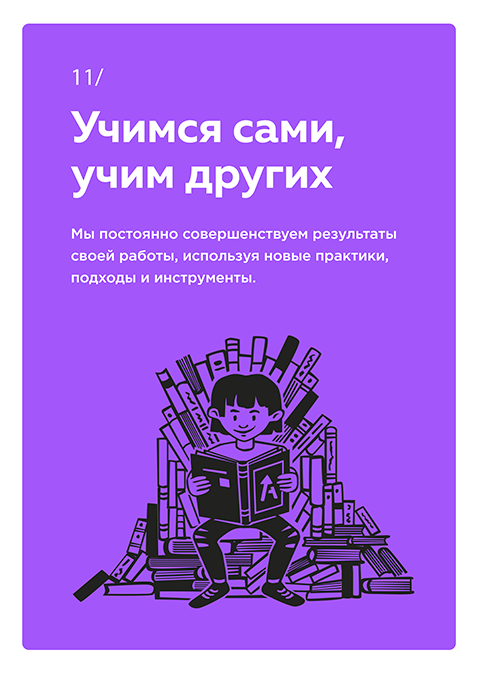 11/
Учимся сами,
учим других
Мы постоянно совершенствуем результаты
своей работы, используя новые практики,
подходы и инструменты.